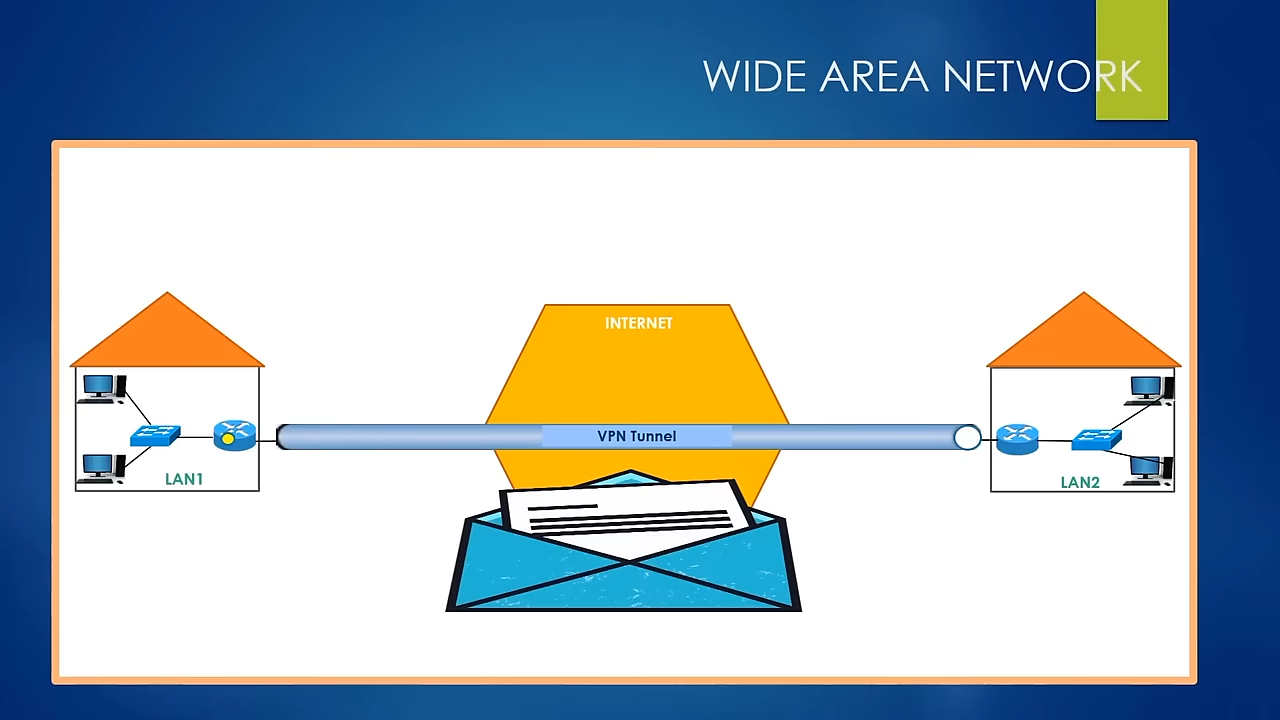 WIDE AREA NETWORK
INTERNET
VPN Tunnel
LAN1
LAN2